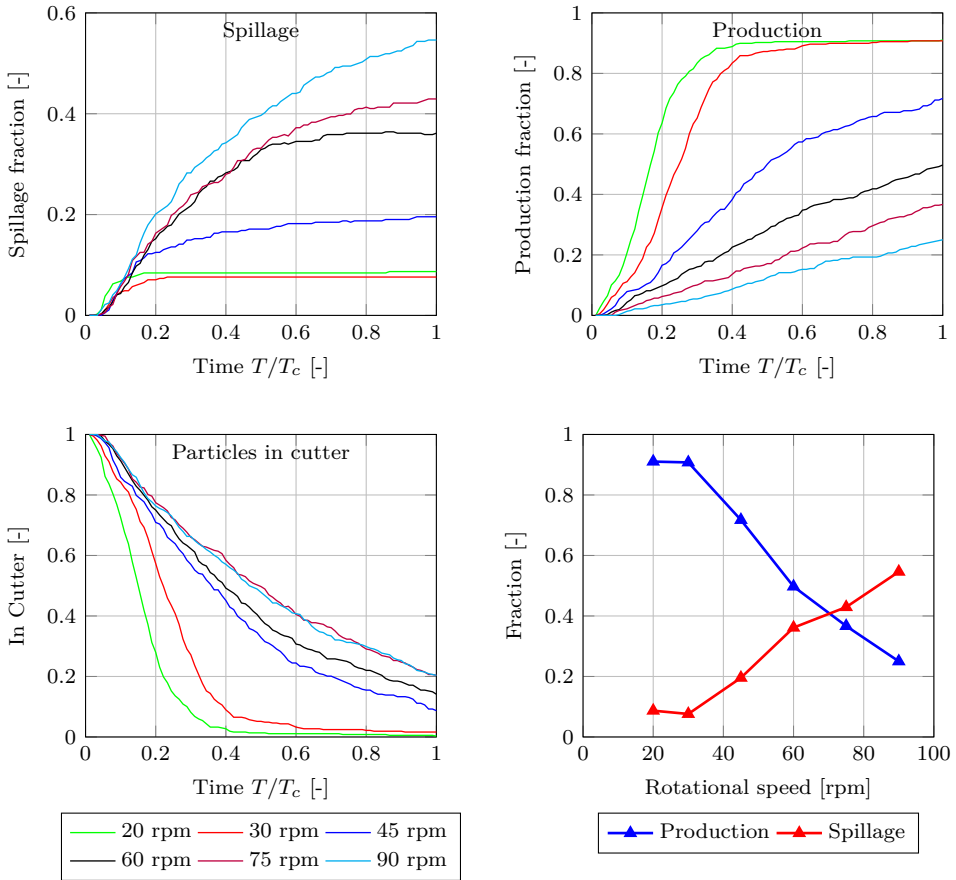 Spillage
0.6
0.4
0.2
0
Spillage fraction [-]
0 0.2 0.4 0.6 0.8 1
Time T/Tc [-]
Production
1
0.8
0.6
0.4
0.2
0
Production fraction [-]
0 0.2 0.4 0.6 0.8 1
Time T/Tc [-]
Particles in cutter
1
0.8
0.6
0.4
0.2
0
In Cutter [-]
0 0.2 0.4 0.6 0.8 1
Time T/Tc [-]
20 rpm 30 rpm 45 rpm
60 rpm 75 rpm 90 rpm
1
0.8
0.6
0.4
0.2
0
Fraction [-]
0 20 40 60 80 100
Rotational speed [rpm]
Production Spillage